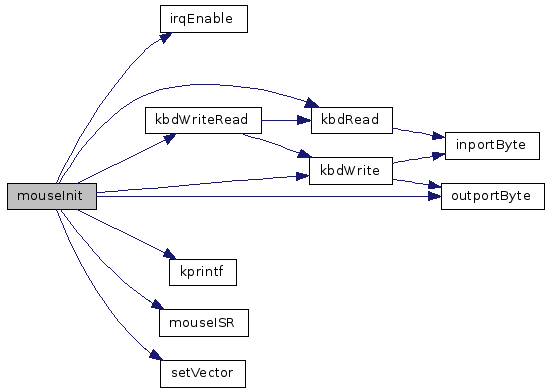 irqEnable
kbdWriteRead
kbdRead
inportByte
kbdWrite
mouseInit
outportByte
kprintf
mouseISR
setVector